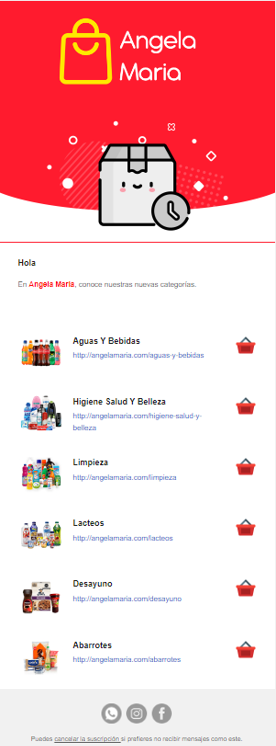 Angela
Maria
Hola
En Angela Maria, conoce nuestras nuevas categorías.
Aguas Y Bebidas
http://angelamaria.com/aguas-y-bebidas
Higiene Salud Y Belleza
http://angelamaria.com/higiene-salud-y-
belleza
Limpieza
http://angelamaria.com/limpieza
Lacteos
http://angelamaria.com/lacteos
Desayuno
http://angelamaria.com/desayuno
Abarrotes
http://angelamaria.com/abarrotes
Puedes cancelar la suscripción si prefieres no recibir mensajes como este.